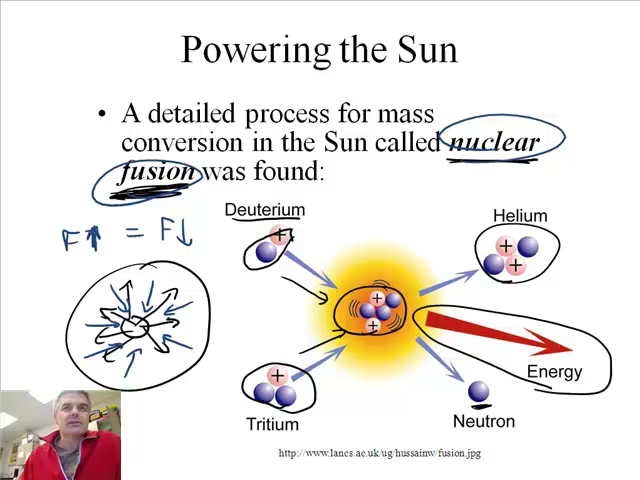 Powering the Sun
• A detailed process for mass
conversion in the Sun called nuclear
fusion was found:
F↑ = F↓
Deuterium
Helium
+
+
+
+
+
+
Energy
Tritium
Neutron
http://www.lancs.ac.uk/ug/hussainw/fusion.jpg